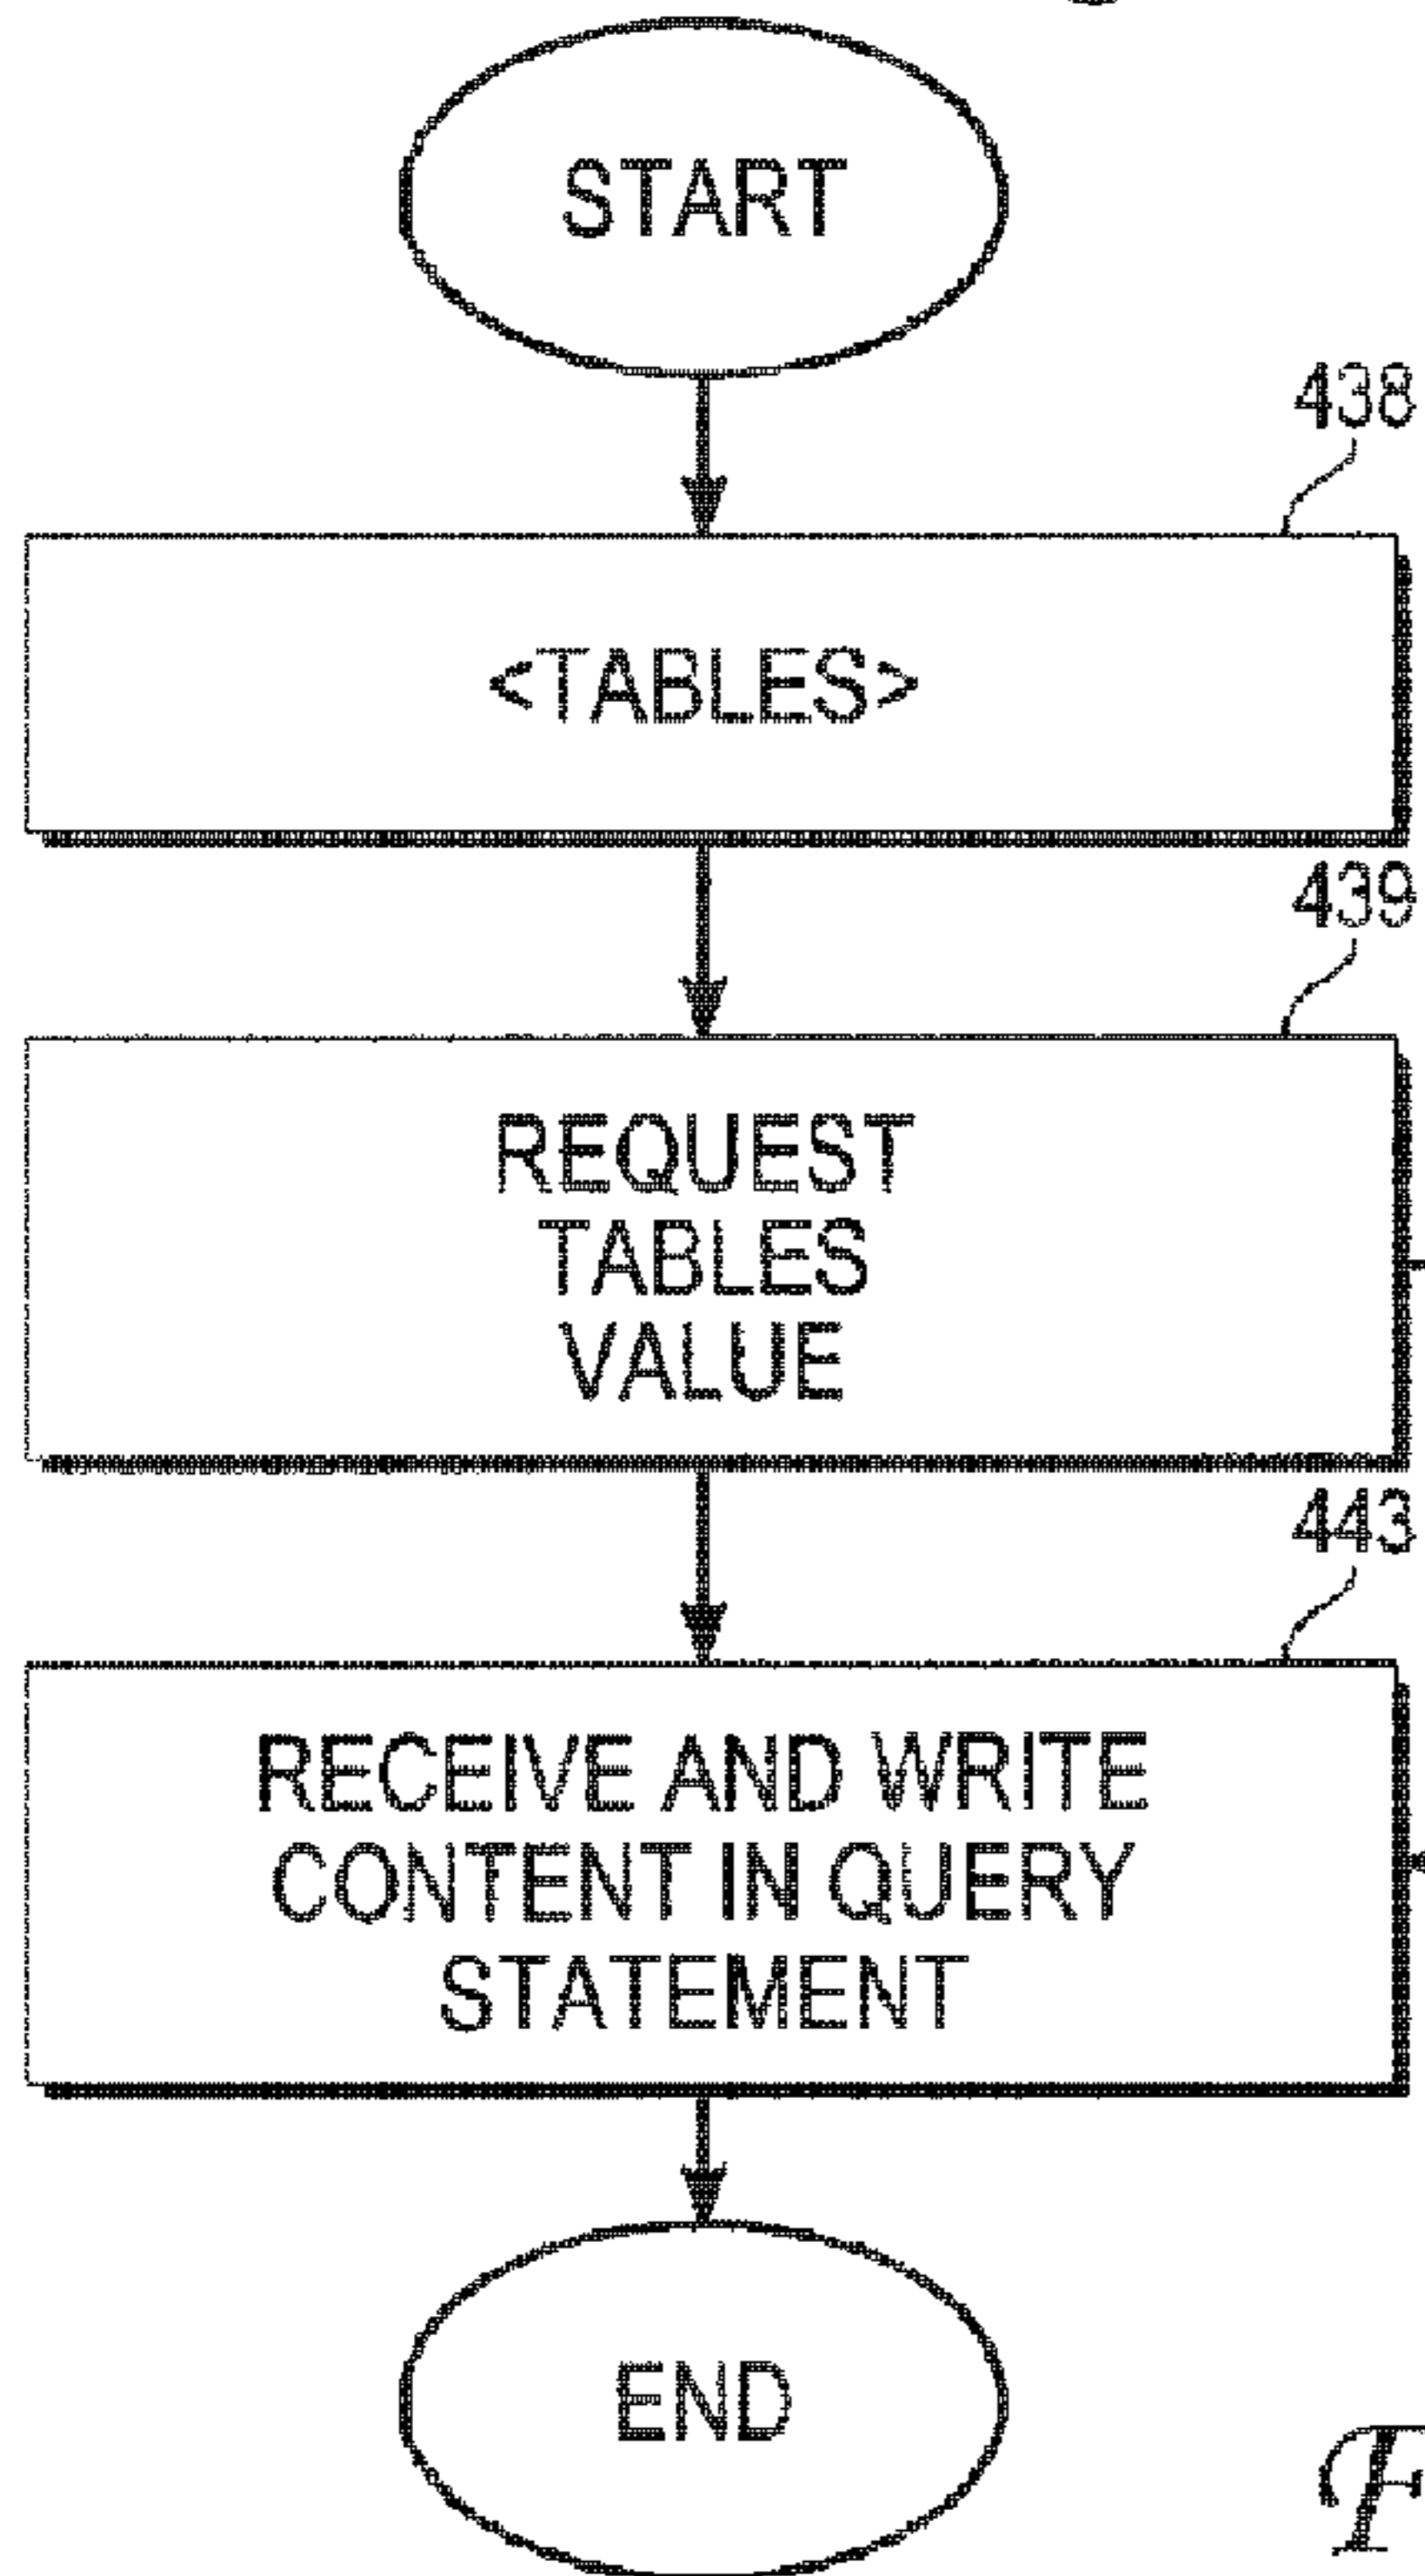 START
438
<TABLES>
439
REQUEST
TABLES
VALUE
443
RECEIVE AND WRITE
CONTENT IN QUERY
STATEMENT
END